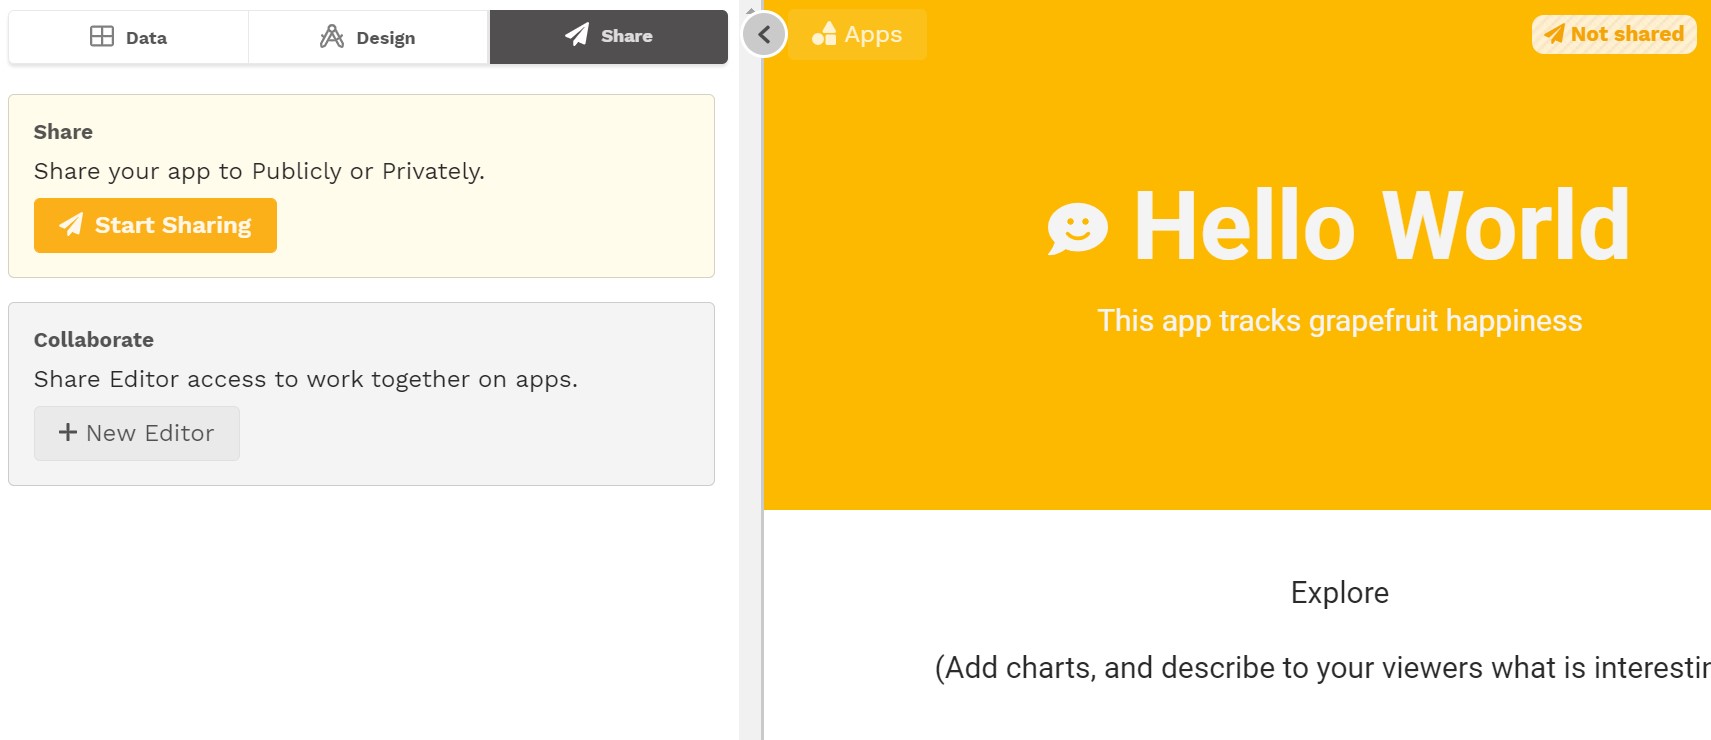 Data
Design
Share
Apps
Not shared
Share
Share your app to Publicly or Privately.
Start Sharing
Collaborate
Share Editor access to work together on apps.
New Editor
Hello World
This app tracks grapefruit happiness
Explore
(Add charts, and describe to your viewers what is